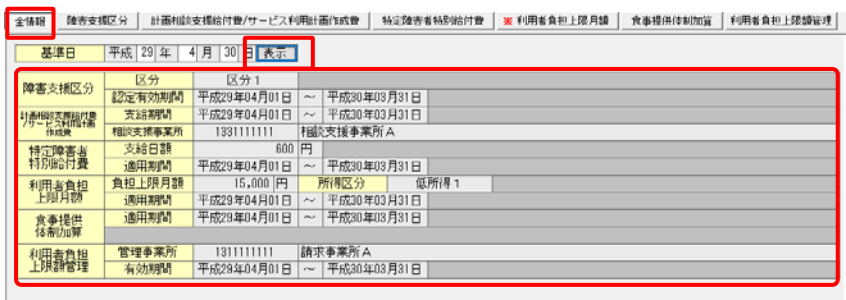 全情報 障害支援区分 計画相談支援給付費/サービス利用計画作成費 特定障害者特別給付費 ※ 利用者負担上限月額 食事提供体制加算 利用者負担上限額管理
基準日 平成 29 年 4 月 30 日 表示
障害支援区分 区分 区分1
認定有効期間 平成29年04月01日 ～ 平成30年03月31日
計画相談支援給付費/サービス利用計画作成費 支給期間 平成29年04月01日 ～ 平成30年03月31日
相談支援事業所 1331111111 相談支援事業所A
特定障害者特別給付費 支給日額 600 円
適用期間 平成29年04月01日 ～ 平成30年03月31日
利用者負担上限月額 負担上限月額 15,000 円 所得区分 低所得1
適用期間 平成29年04月01日 ～ 平成30年03月31日
食事提供体制加算 適用期間 平成29年04月01日 ～ 平成30年03月31日
利用者負担上限額管理 管理事業所 1311111111 請求事業所A
有効期間 平成29年04月01日 ～ 平成30年03月31日